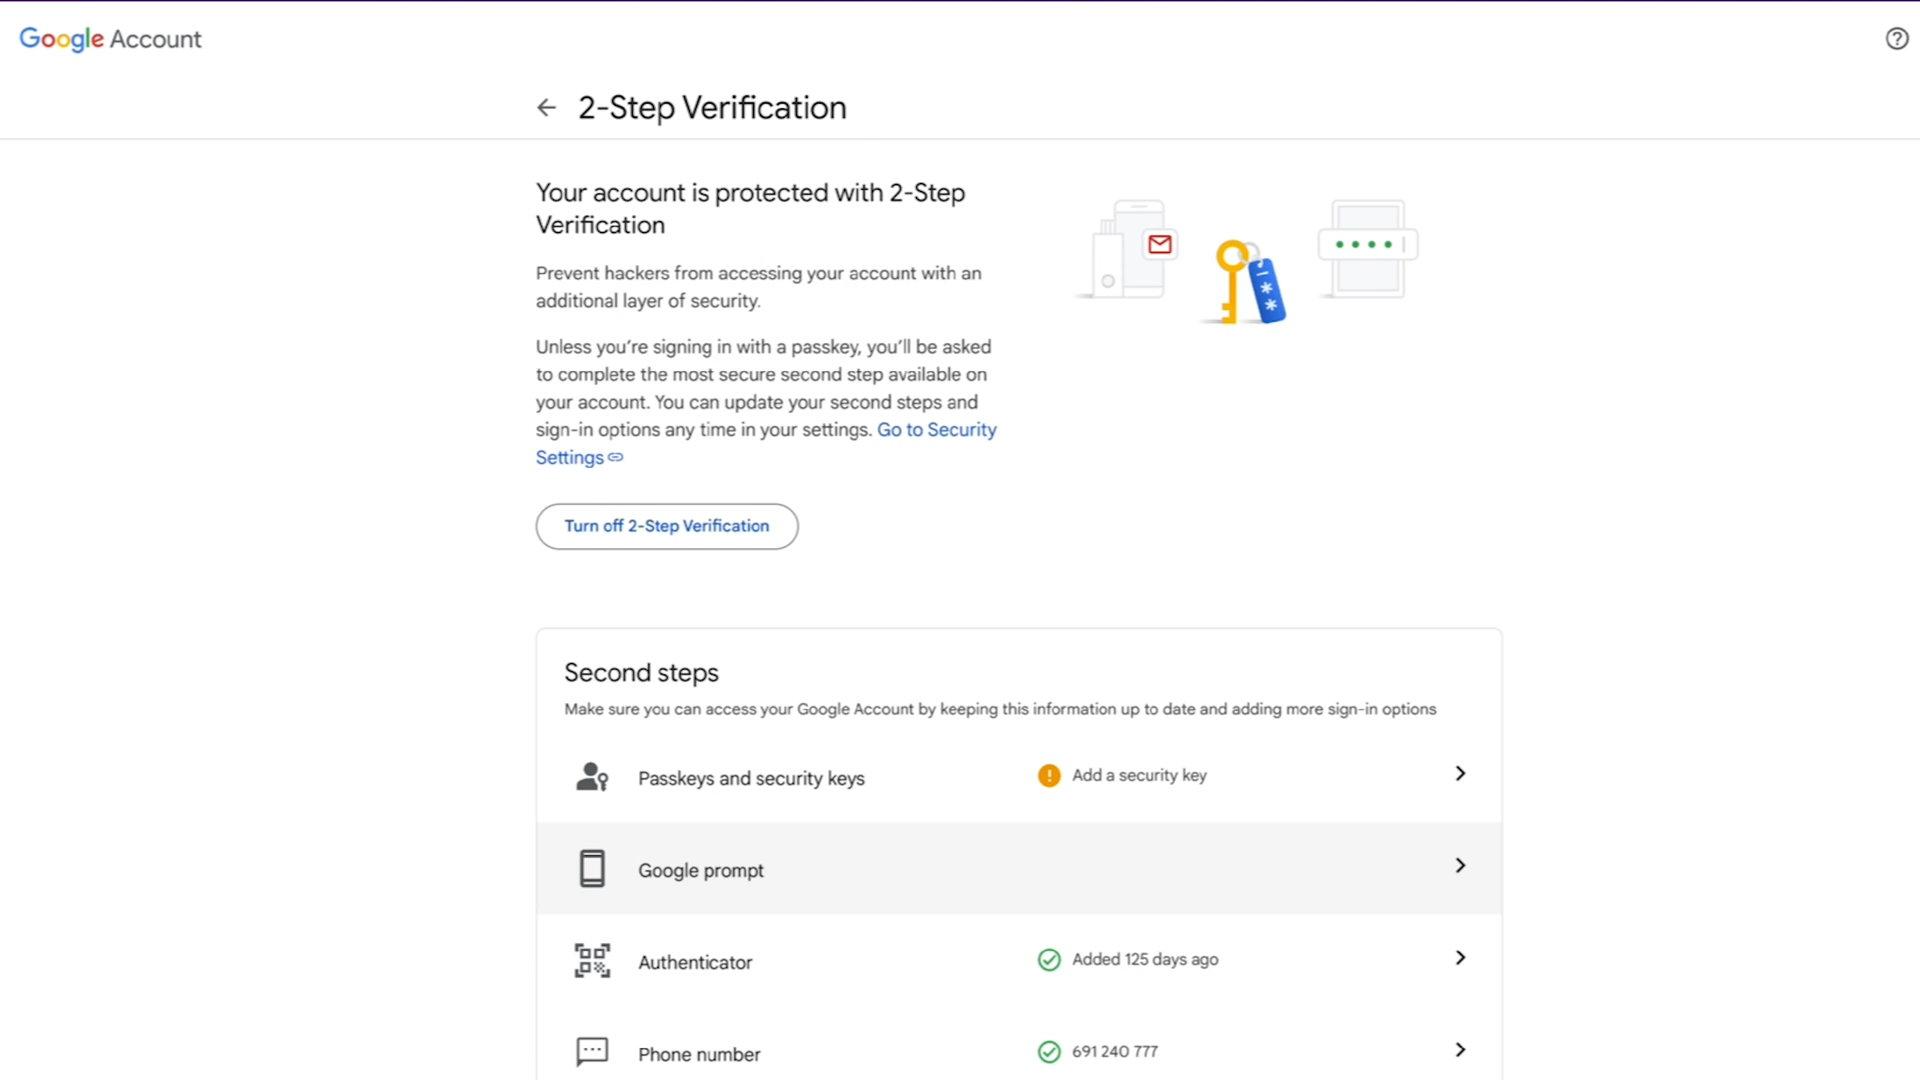 Google Account
2-Step Verification
Your account is protected with 2-Step
Verification
Prevent hackers from accessing your account with an
additional layer of security.
Unless you’re signing in with a passkey, you’ll be asked
to complete the most secure second step available on
your account. You can update your second steps and
sign-in options any time in your settings. Go to Security
Settings
Turn off 2-Step Verification
Second steps
Make sure you can access your Google Account by keeping this information up to date and adding more sign-in options
Passkeys and security keys Add a security key
Google prompt
Authenticator Added 125 days ago
Phone number 691 240 777